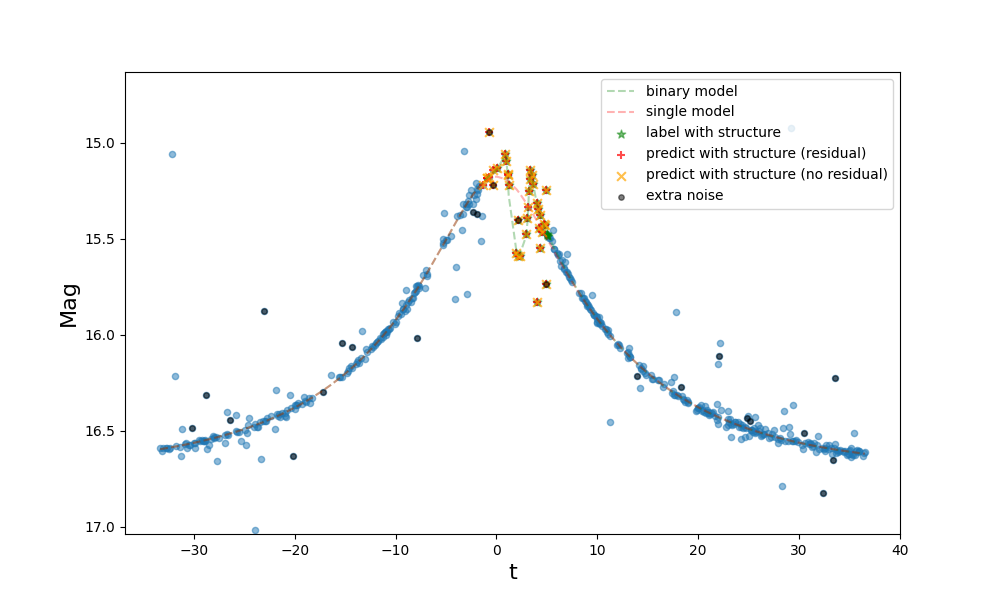 binary model
single model
label with structure
predict with structure (residual)
predict with structure (no residual)
extra noise
15.0
15.5
16.0
16.5
17.0
Mag
−30
−20
−10
0
10
20
30
40
t